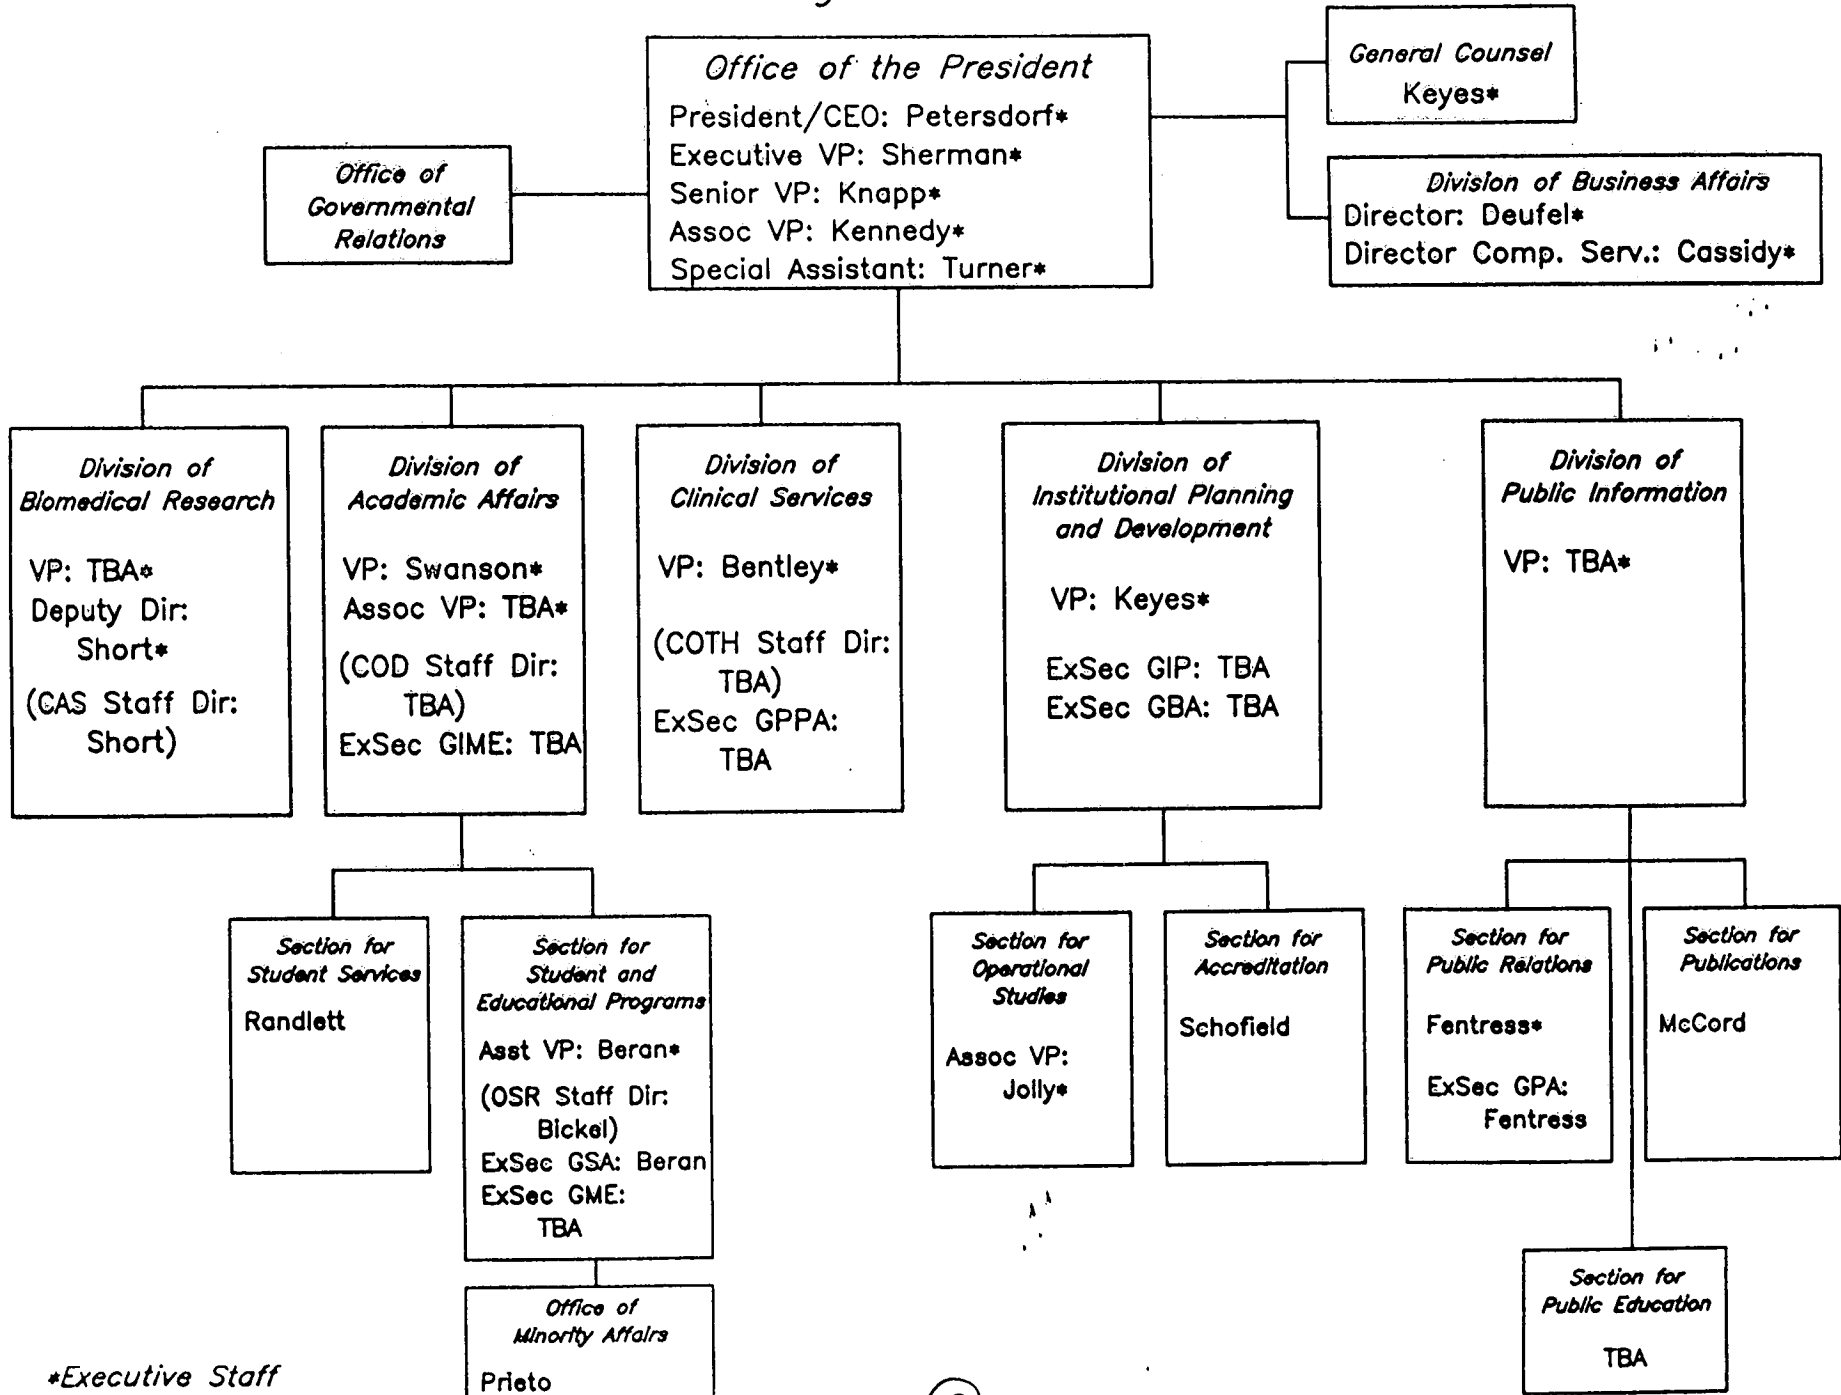 Office of the President
President/CEO: Petersdorf*
Executive VP: Sherman*
Senior VP: Knapp*
Assoc VP: Kennedy*
Special Assistant: Turner*
General Counsel
Keyes*
Office of
Governmental
Relations
Division of Business Affairs
Director: Deufel*
Director Comp. Serv.: Cassidy*
Division of
Biomedical Research
VP: TBA*
Deputy Dir:
Short*
(CAS Staff Dir:
Short)
Division of
Academic Affairs
VP: Swanson*
Assoc VP: TBA*
(COD Staff Dir:
TBA)
ExSec GIME: TBA
Division of
Clinical Services
VP: Bentley*
(COTH Staff Dir:
TBA)
ExSec GPPA:
TBA
Division of
Institutional Planning
and Development
VP: Keyes*
ExSec GIP: TBA
ExSec GBA: TBA
Division of
Public Information
VP: TBA*
Section for
Student Services
Randlett
Section for
Student and
Educational Programs
Asst VP: Beran*
(OSR Staff Dir:
Bickel)
ExSec GSA: Beran
ExSec GME:
TBA
Section for
Operational
Studies
Assoc VP:
Jolly*
Section for
Accreditation
Schofield
Section for
Public Relations
Fentress*
ExSec GPA:
Fentress
Section for
Publications
McCord
Office of
Minority Affairs
Prieto
Section for
Public Education
TBA
*Executive Staff